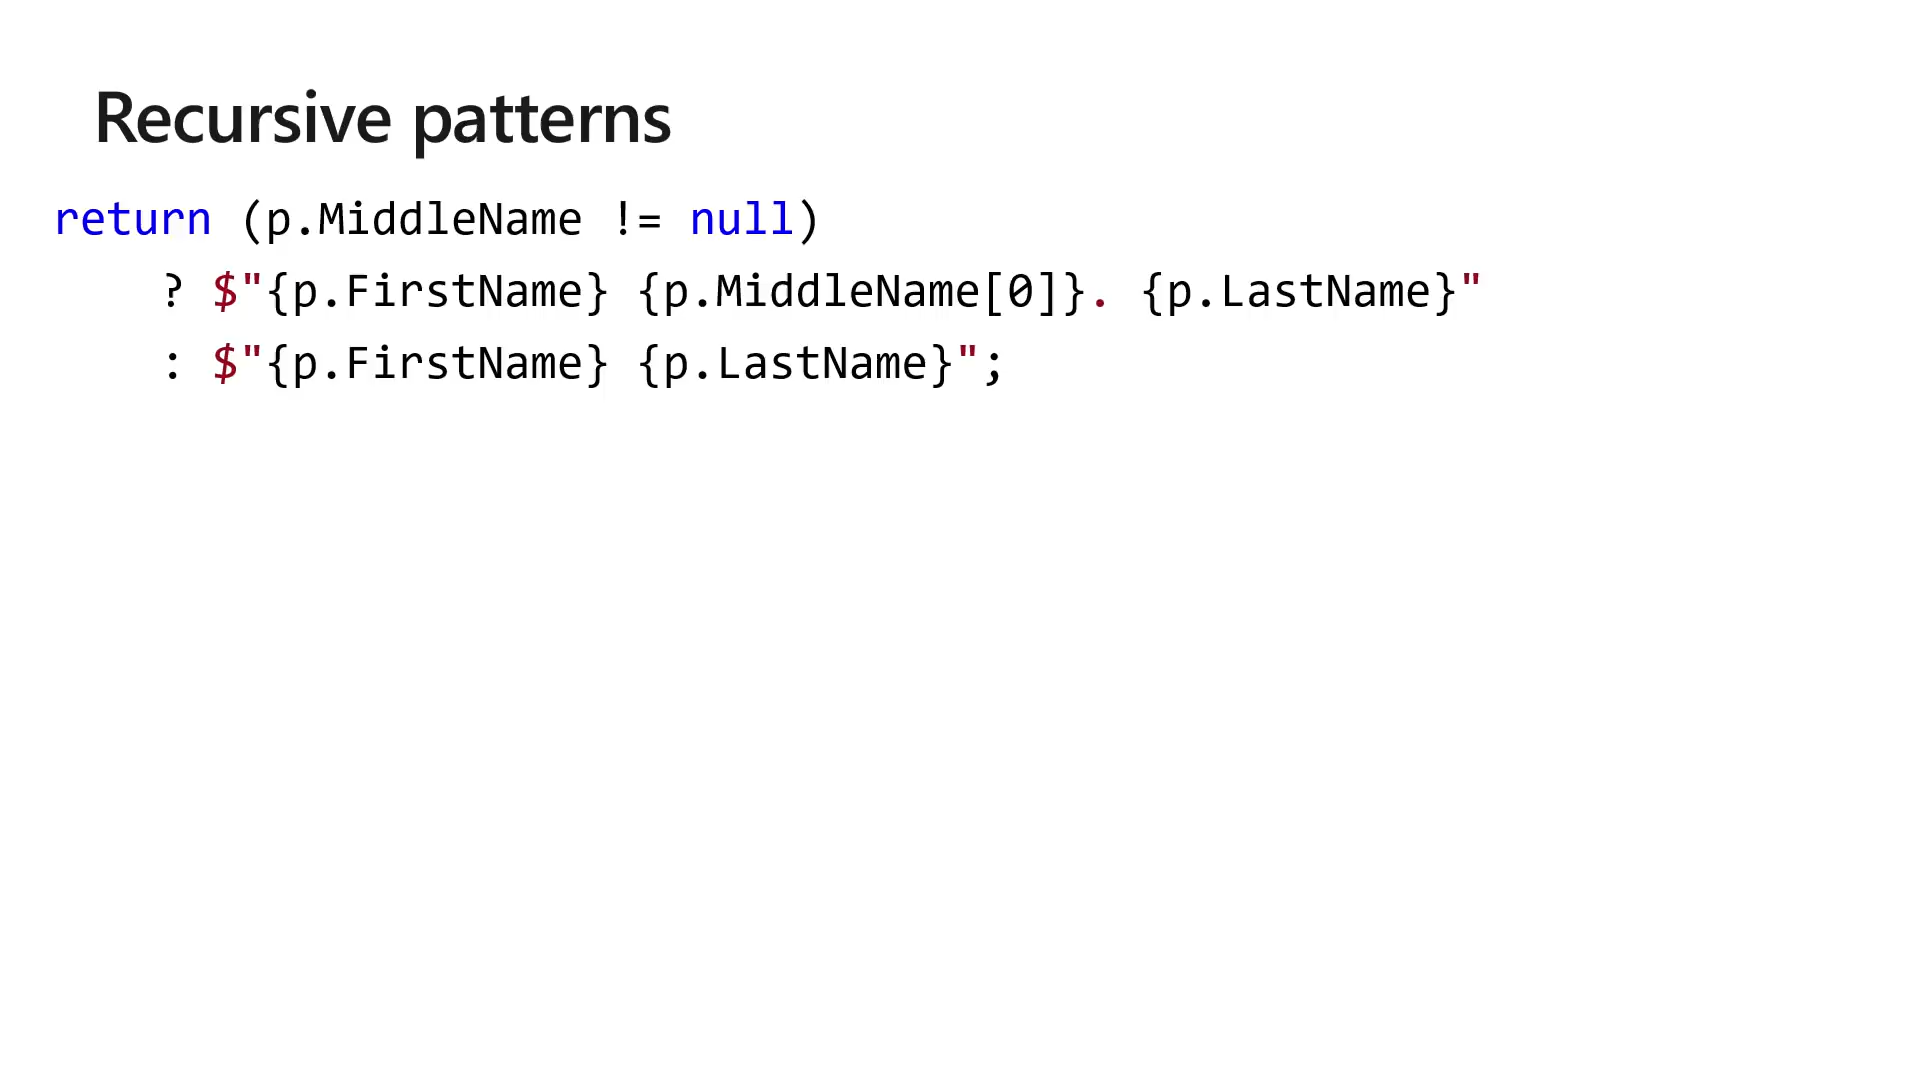 Recursive patterns
return (p.MiddleName != null)
? $"{p.FirstName} {p.MiddleName[0]}. {p.LastName}"
: $"{p.FirstName} {p.LastName}";